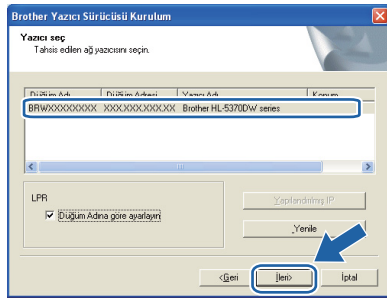 Brother Yazıcı Sürücüsü Kurulum
Yazıcı seç
Tahsis edilen ağ yazıcısını seçin.
Düğüm Adı Düğüm Adresi Yazıcı Adı Konum
BRWXXXXXXXXX XXX.XXX.XXX.XX Brother HL-5370DW series
LPR
Düğüm Adına göre ayarlayın
Yapılandırılmış IP
Yenile
<Geri İleri> İptal